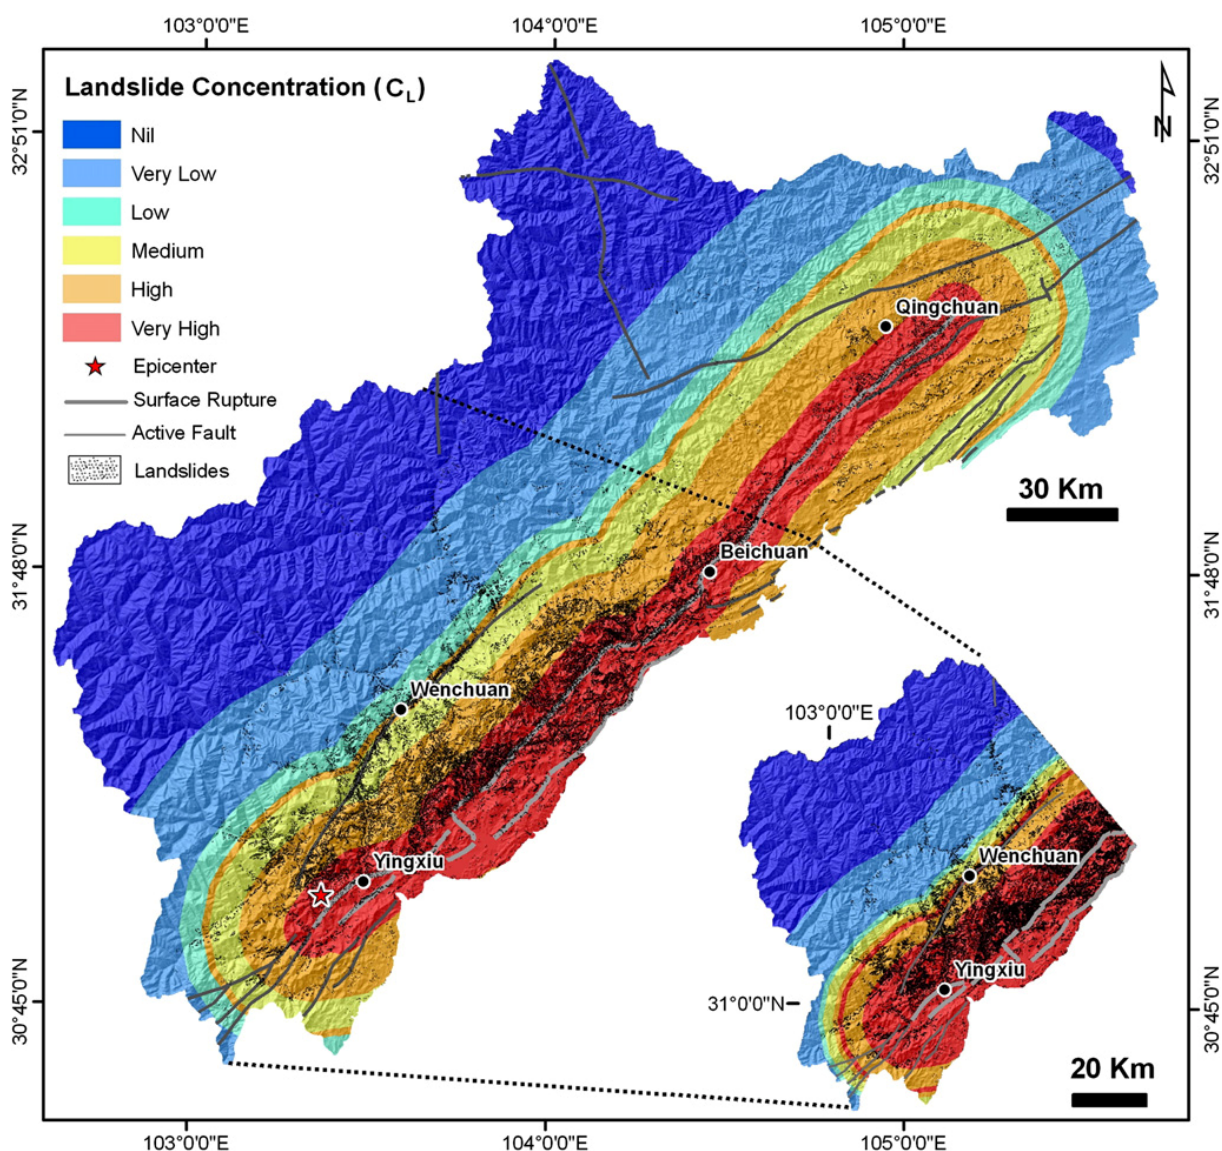 103°0'0"E
104°0'0"E
105°0'0"E
Landslide Concentration (CL)
Nil
Very Low
Low
Medium
High
Very High
Epicenter
Surface Rupture
Active Fault
Landslides
N
32°51'0"N
32°51'0"N
Qingchuan
30 Km
Beichuan
31°48'0"N
31°48'0"N
Wenchuan
103°0'0"E
Wenchuan
Yingxiu
Yingxiu
31°0'0"N
30°45'0"N
30°45'0"N
20 Km
103°0'0"E
104°0'0"E
105°0'0"E